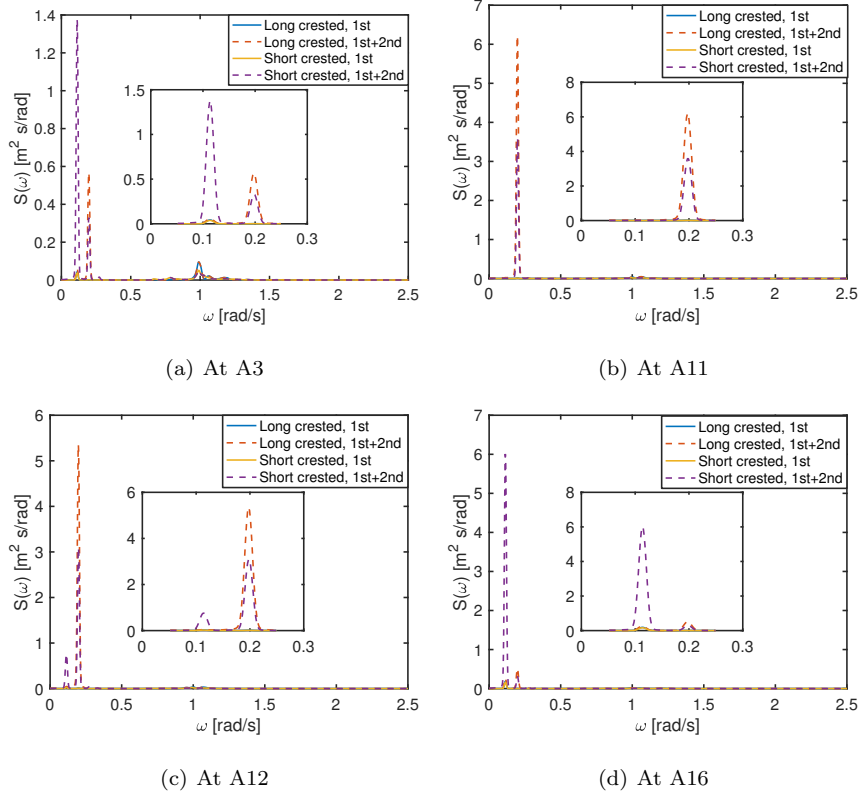 Long crested, 1st
Long crested, 1st+2nd
Short crested, 1st
Short crested, 1st+2nd
S(ω) [m² s/rad]
1.4
1.2
1
0.8
0.6
0.4
0.2
0
0 0.5 1 1.5 2 2.5
ω [rad/s]
1.5
1
0.5
0
0 0.1 0.2 0.3
(a) At A3
Long crested, 1st
Long crested, 1st+2nd
Short crested, 1st
Short crested, 1st+2nd
S(ω) [m² s/rad]
7
6
5
4
3
2
1
0
0 0.5 1 1.5 2 2.5
ω [rad/s]
8
6
4
2
0
0 0.1 0.2 0.3
(b) At A11
Long crested, 1st
Long crested, 1st+2nd
Short crested, 1st
Short crested, 1st+2nd
S(ω) [m² s/rad]
6
5
4
3
2
1
0
0 0.5 1 1.5 2 2.5
ω [rad/s]
6
4
2
0
0 0.1 0.2 0.3
(c) At A12
Long crested, 1st
Long crested, 1st+2nd
Short crested, 1st
Short crested, 1st+2nd
S(ω) [m² s/rad]
7
6
5
4
3
2
1
0
0 0.5 1 1.5 2 2.5
ω [rad/s]
8
6
4
2
0
0 0.1 0.2 0.3
(d) At A16